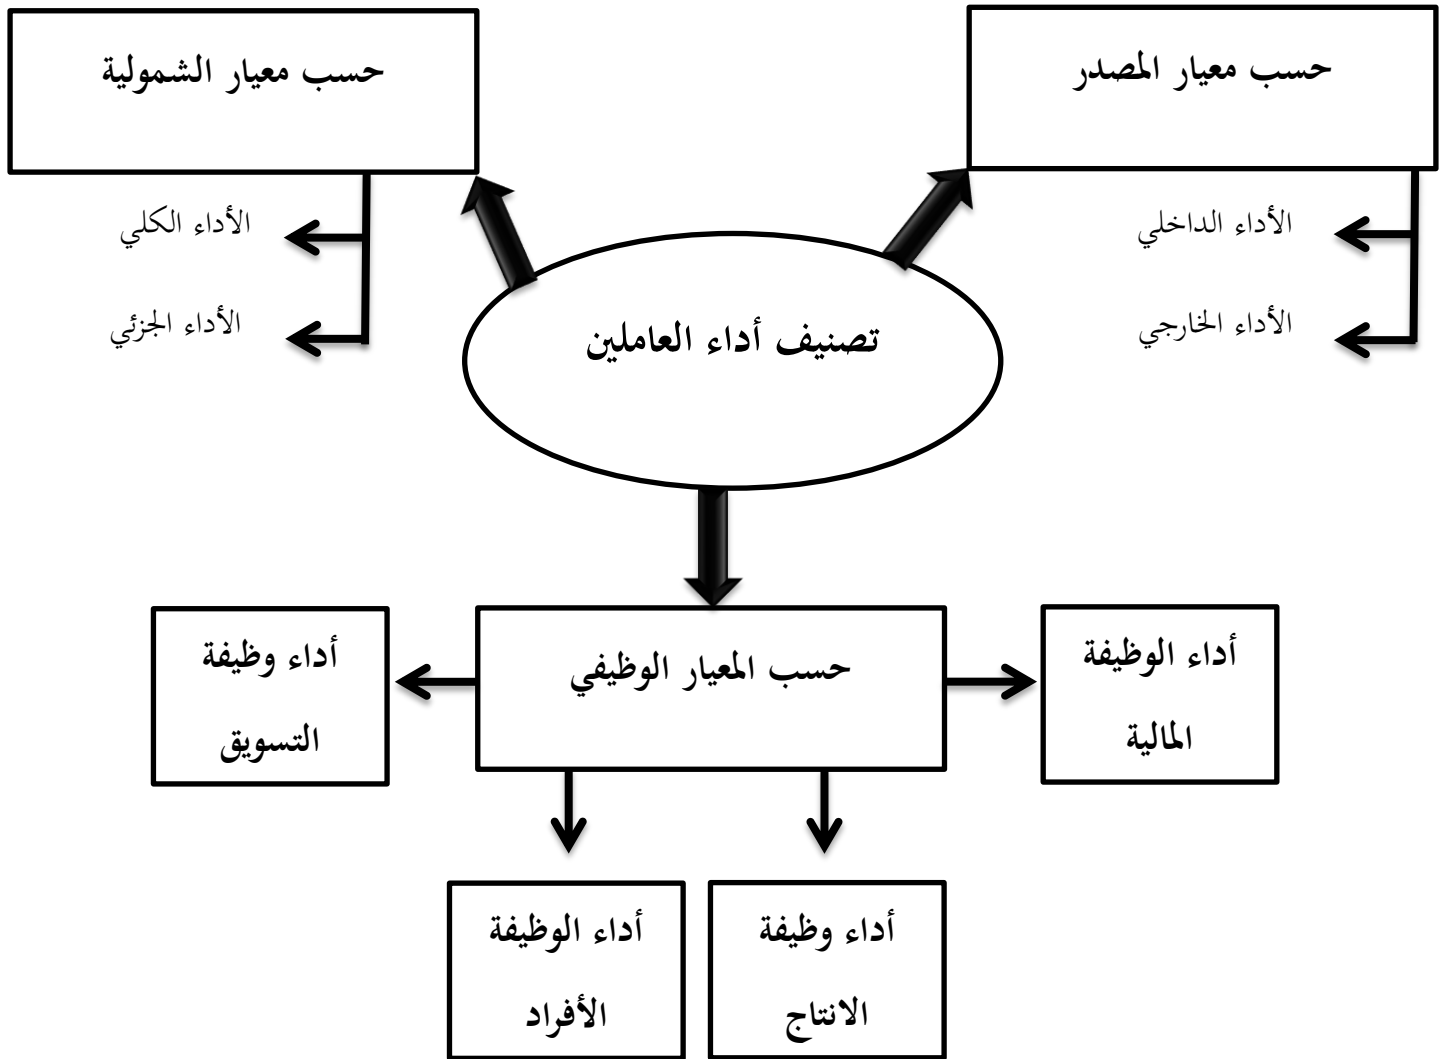 حسب معيار المصدر
حسب معيار الشمولية
الأداء الداخلي
الأداء الخارجي
الأداء الكلي
الأداء الجزئي
تصنيف أداء العاملين
حسب المعيار الوظيفي
أداء الوظيفة
المالية
أداء وظيفة
التسويق
أداء وظيفة
الانتاج
أداء الوظيفة
الأفراد